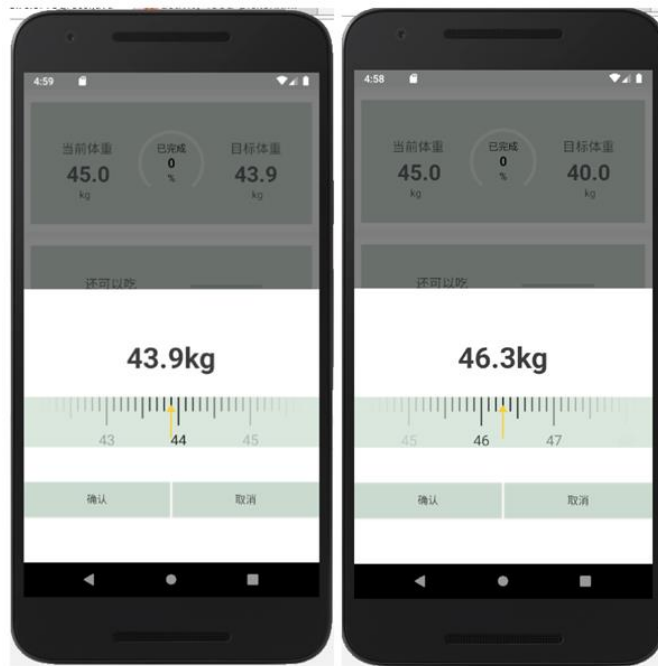 4:59
当前体重
已完成
目标体重
45.0
0
43.9
kg
%
kg
还可以吃
43.9kg
43
44
45
确认
取消
4:58
当前体重
已完成
目标体重
45.0
0
40.0
kg
%
kg
还可以吃
46.3kg
45
46
47
确认
取消